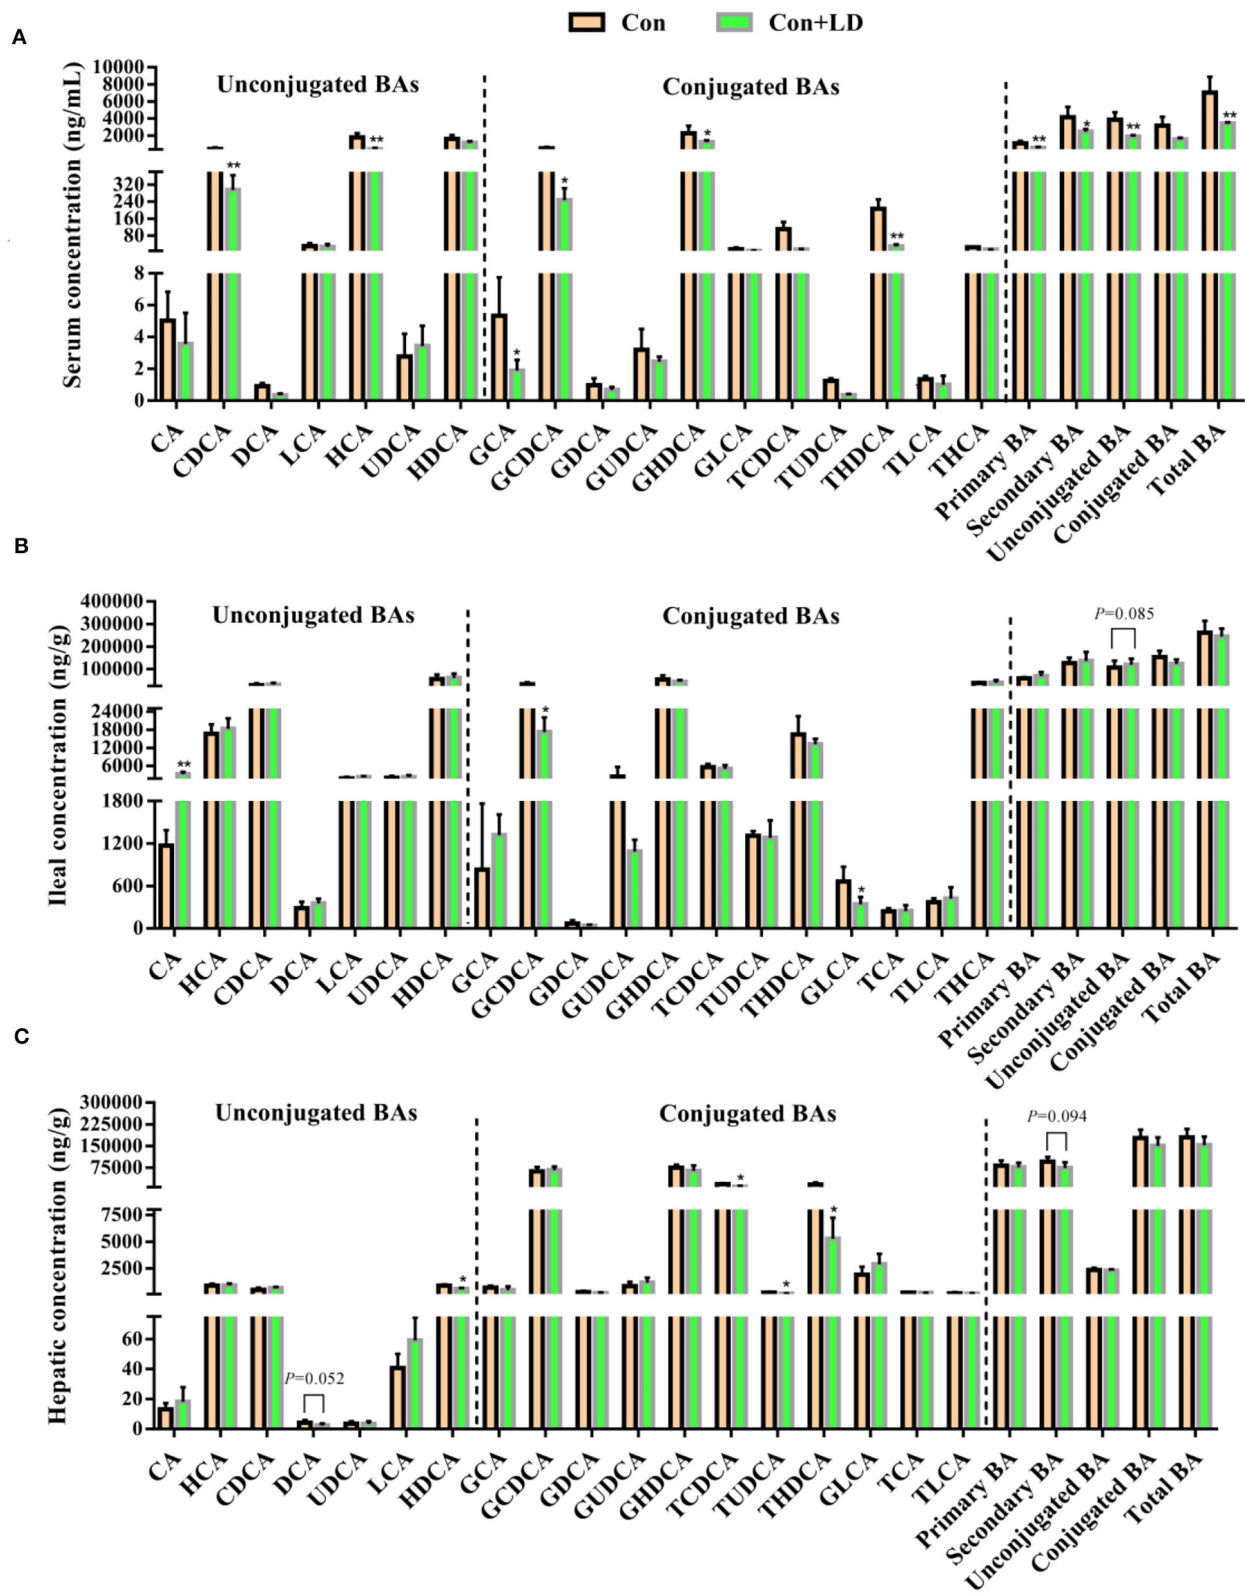 Con Con+LD
A
Unconjugated BAs Conjugated BAs
Serum concentration (ng/mL)
10000
8000
6000
4000
2000
320
240
160
80
8
6
4
2
0
** ** * * * ** ** * ** **
CA CDCA DCA LCA HCA UDCA HDCA GCA GCDCA GDCA GUDCA GHDCA GLCA TCDCA TUDCA THDCA TLCA THCA Primary BA Secondary BA Unconjugated BA Conjugated BA Total BA
B
Unconjugated BAs Conjugated BAs
P=0.085
Ileal concentration (ng/g)
400000
300000
200000
100000
24000
18000
12000
6000
1800
1200
600
0
** * *
CA HCA CDCA DCA LCA UDCA HDCA GCA GCDCA GDCA GUDCA GHDCA TCDCA TUDCA THDCA GLCA TCA TLCA THCA Primary BA Secondary BA Unconjugated BA Conjugated BA Total BA
C
Unconjugated BAs Conjugated BAs
P=0.094
Hepatic concentration (ng/g)
300000
225000
150000
75000
7500
5000
2500
60
40
20
0
P=0.052
* * * *
CA HCA CDCA DCA UDCA LCA HDCA GCA GCDCA GDCA GUDCA GHDCA TCDCA TUDCA THDCA GLCA TCA TLCA Primary BA Secondary BA Unconjugated BA Conjugated BA Total BA